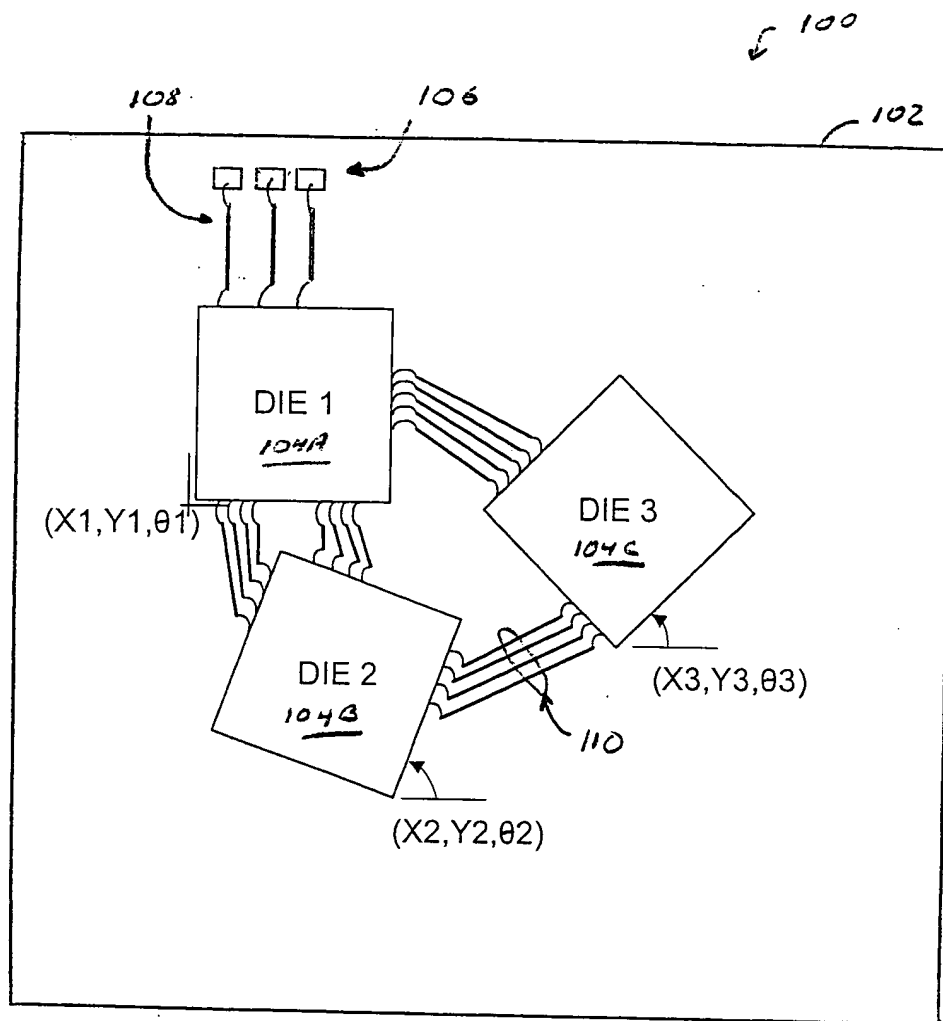 100
108
106
102
DIE 1
104A
(X1,Y1,θ1)
DIE 3
104C
DIE 2
104B
(X3,Y3,θ3)
110
(X2,Y2,θ2)